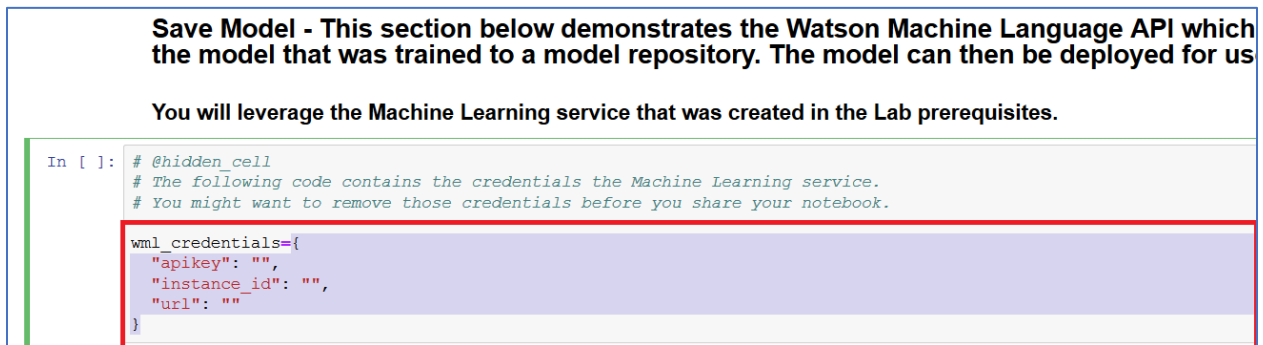 Save Model - This section below demonstrates the Watson Machine Language API which
the model that was trained to a model repository. The model can then be deployed for us
You will leverage the Machine Learning service that was created in the Lab prerequisites.
In [ ]: # @hidden_cell
# The following code contains the credentials the Machine Learning service.
# You might want to remove those credentials before you share your notebook.
wml_credentials={
"apikey": "",
"instance_id": "",
"url": ""
}